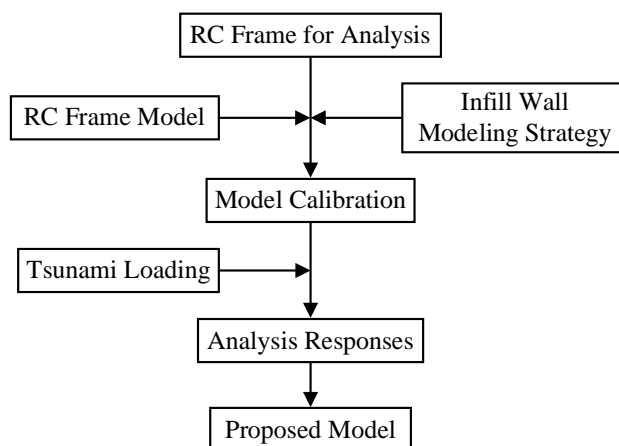 RC Frame for Analysis
RC Frame Model
Infill Wall
Modeling Strategy
Model Calibration
Tsunami Loading
Analysis Responses
Proposed Model